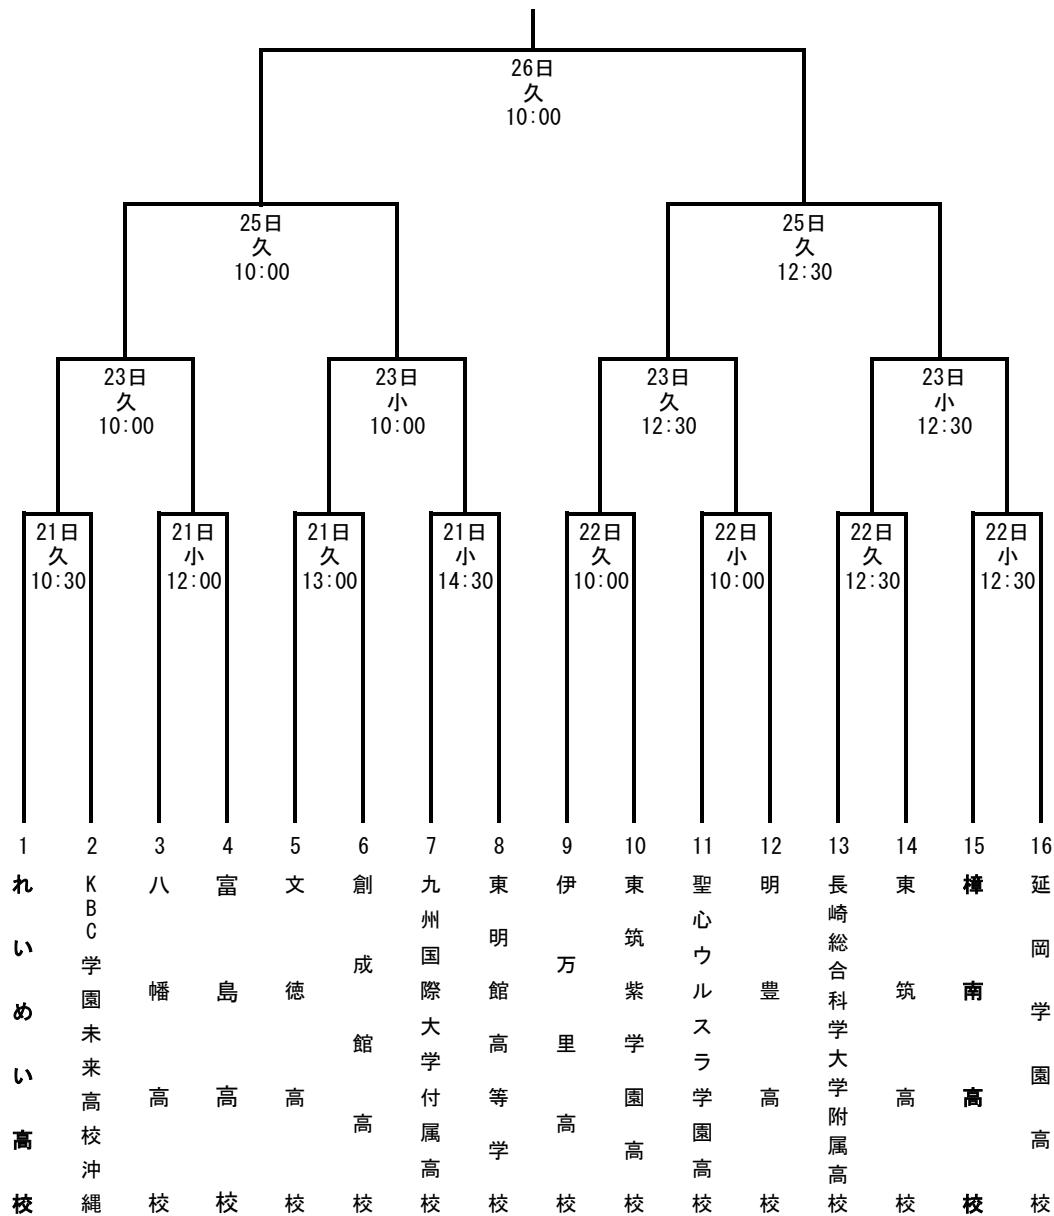 26日
久
10:00
25日
久
10:00
25日
久
12:30
23日
久
10:00
23日
小
10:00
23日
久
12:30
23日
小
12:30
21日
久
10:30
21日
小
12:00
21日
久
13:00
21日
小
14:30
22日
久
10:00
22日
小
10:00
22日
久
12:30
22日
小
12:30
1
れいめい高校
2
KBC学園未来高校沖縄
3
八幡高校
4
富島高校
5
文徳高校
6
創成館高校
7
九州国際大学付属高校
8
東明館高等学校
9
伊万里高校
10
東筑紫学園高校
11
聖心ウルスラ学園高校
12
明豊高校
13
長崎総合科学大学附属高校
14
東筑高校
15
樟南高校
16
延岡学園高校